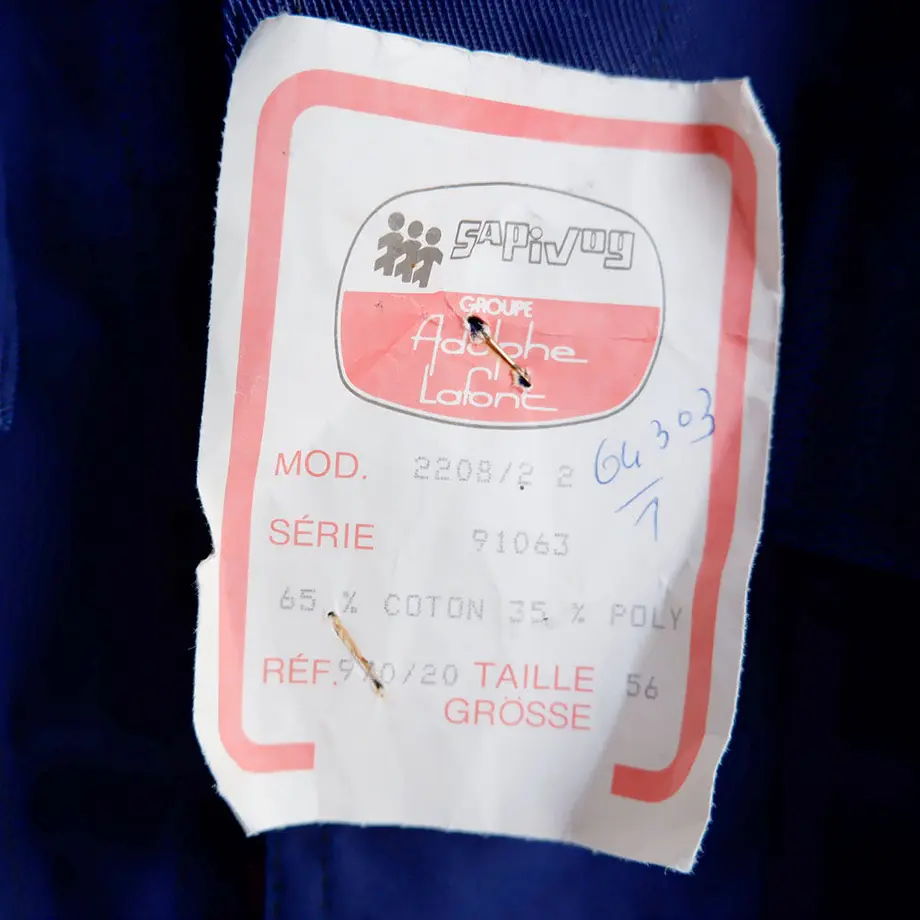 SAPiVOG
GROUPE
Adolphe
Lafont
MOD. 2208/2 2
64303
1
SÉRIE 91063
65 % COTON 35 % POLY
RÉF. TAILLE 56
GRÖSSE